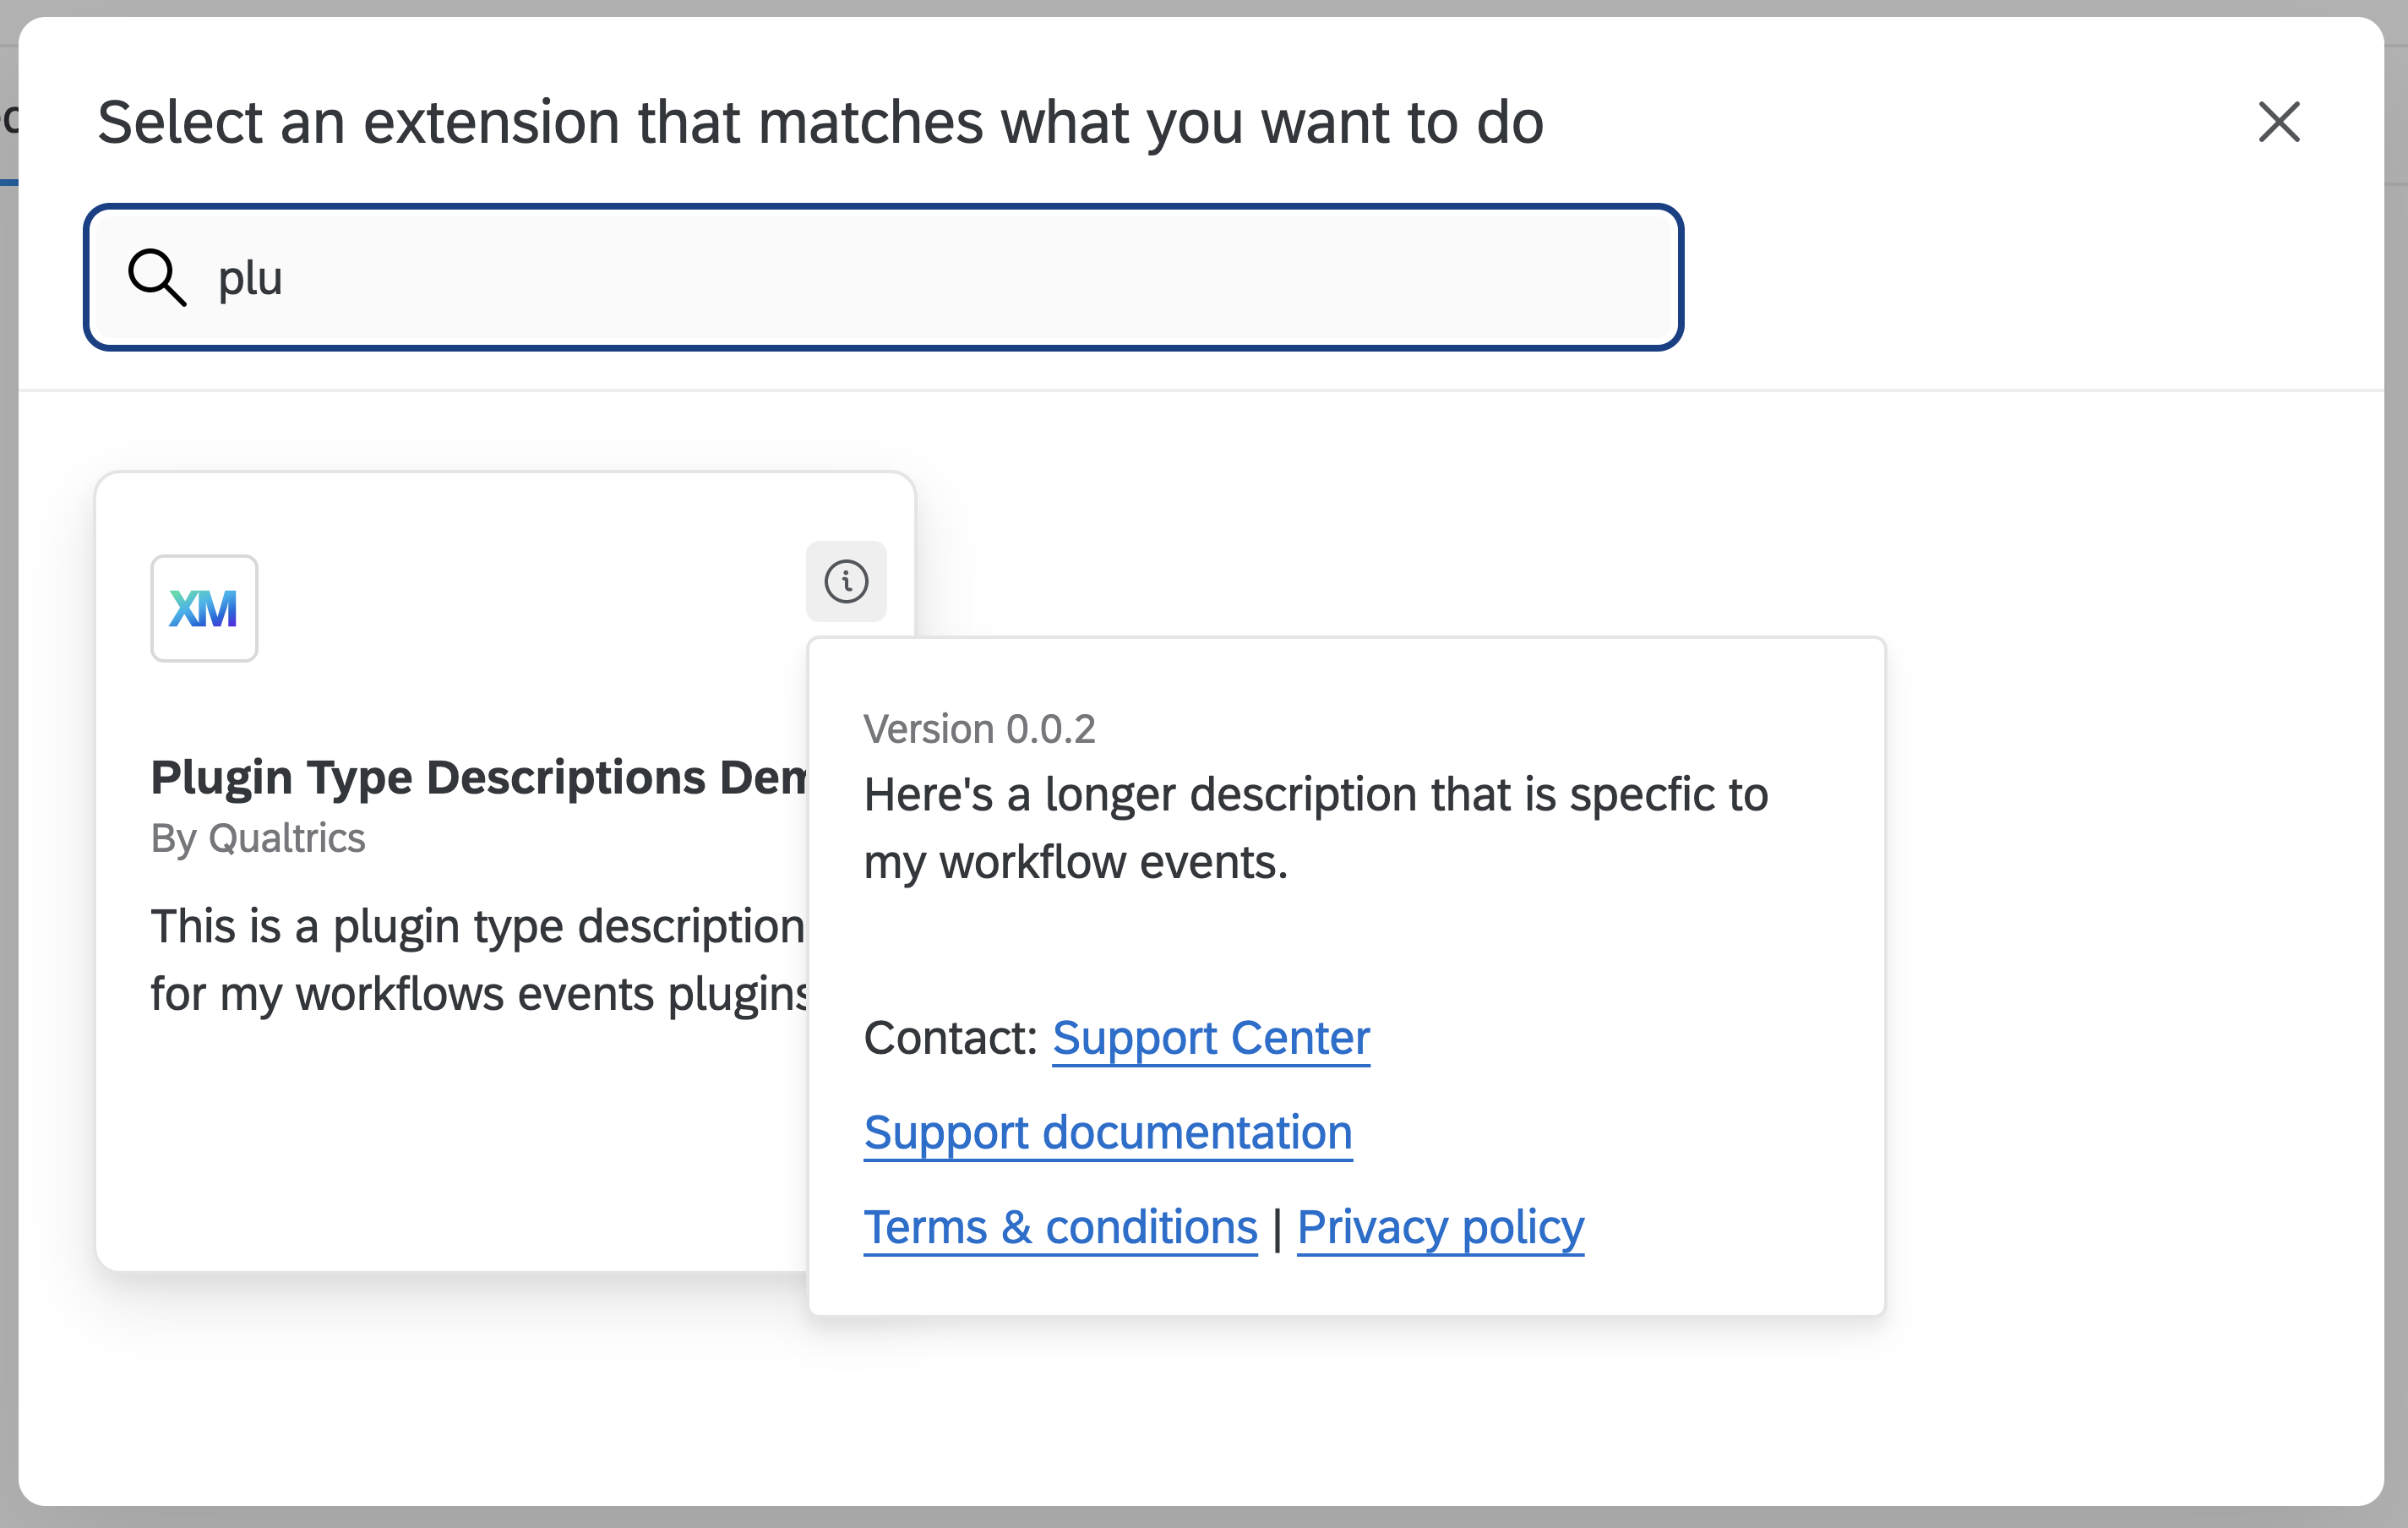 Select an extension that matches what you want to do
plu
XM
Plugin Type Descriptions
By Qualtrics
This is a plugin type description
for my workflows events plugins
Version 0.0.2
Here's a longer description that is specfic to
my workflow events.
Contact: Support Center
Support documentation
Terms & conditions | Privacy policy